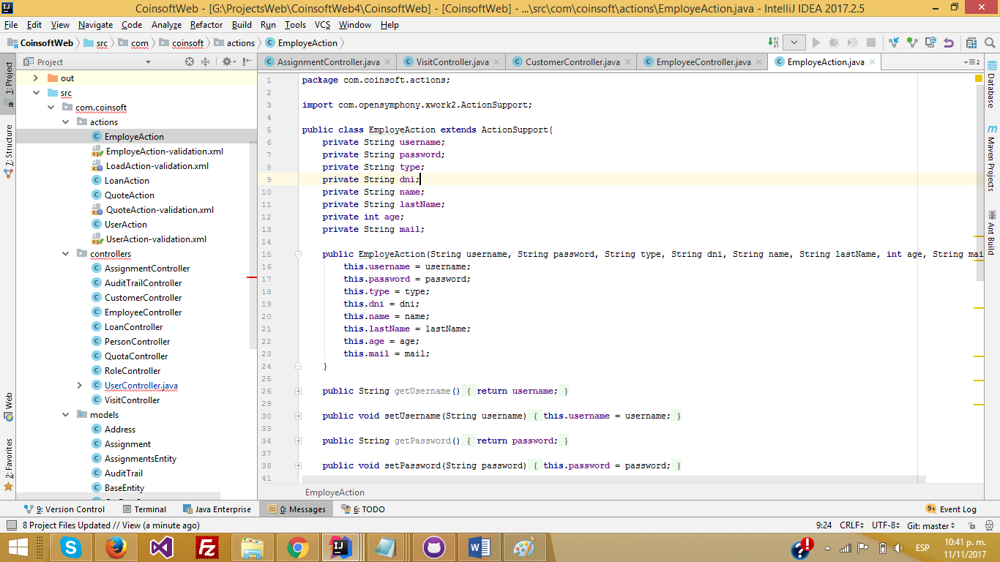 CoinsoftWeb - [G:\ProjectsWeb\CoinsoftWeb4\CoinsoftWeb] - [CoinsoftWeb] - ...\src\com\coinsoft\actions\EmployeAction.java - IntelliJ IDEA 2017.2.5
File Edit View Navigate Code Analyze Refactor Build Run Tools VCS Window Help
CoinsoftWeb src com coinsoft actions EmployeAction
Project
AssignmentController.java VisitController.java CustomerController.java EmployeeController.java EmployeAction.java
1: Project
7: Structure
Web
2: Favorites
out
src
com.coinsoft
actions
EmployeAction
EmployeAction-validation.xml
LoadAction-validation.xml
LoanAction
QuoteAction
QuoteAction-validation.xml
UserAction
UserAction-validation.xml
controllers
AssignmentController
AuditTrailController
CustomerController
EmployeeController
LoanController
PersonController
QuotaController
RoleController
UserController.java
VisitController
models
Address
Assignment
AssignmentsEntity
AuditTrail
BaseEntity
1 package com.coinsoft.actions;
2
3 import com.opensymphony.xwork2.ActionSupport;
4
5 public class EmployeAction extends ActionSupport{
6 private String username;
7 private String password;
8 private String type;
9 private String dni;
10 private String name;
11 private String lastName;
12 private int age;
13 private String mail;
14
15 public EmployeAction(String username, String password, String type, String dni, String name, String lastName, int age, String mai
16 this.username = username;
17 this.password = password;
18 this.type = type;
19 this.dni = dni;
20 this.name = name;
21 this.lastName = lastName;
22 this.age = age;
23 this.mail = mail;
24 }
25
26 public String getUsername() { return username; }
29
30 public void setUsername(String username) { this.username = username; }
33
34 public String getPassword() { return password; }
37
38 public void setPassword(String password) { this.password = password; }
41
EmployeAction
2
Database
m Maven Projects
Ant Build
9: Version Control Terminal Java Enterprise 0: Messages 6: TODO 9+ Event Log
8 Project Files Updated // View (a minute ago) 9:24 CRLF UTF-8 Git: master
ESP
10:41 p. m.
11/11/2017